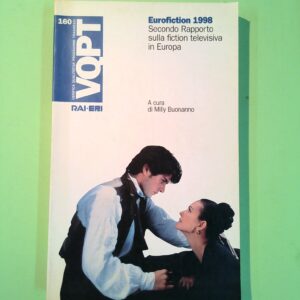 160
VQPT
RAI-ERI
Eurofiction 1998
Secondo Rapporto
sulla fiction televisiva
in Europa
A cura
di Milly Buonanno